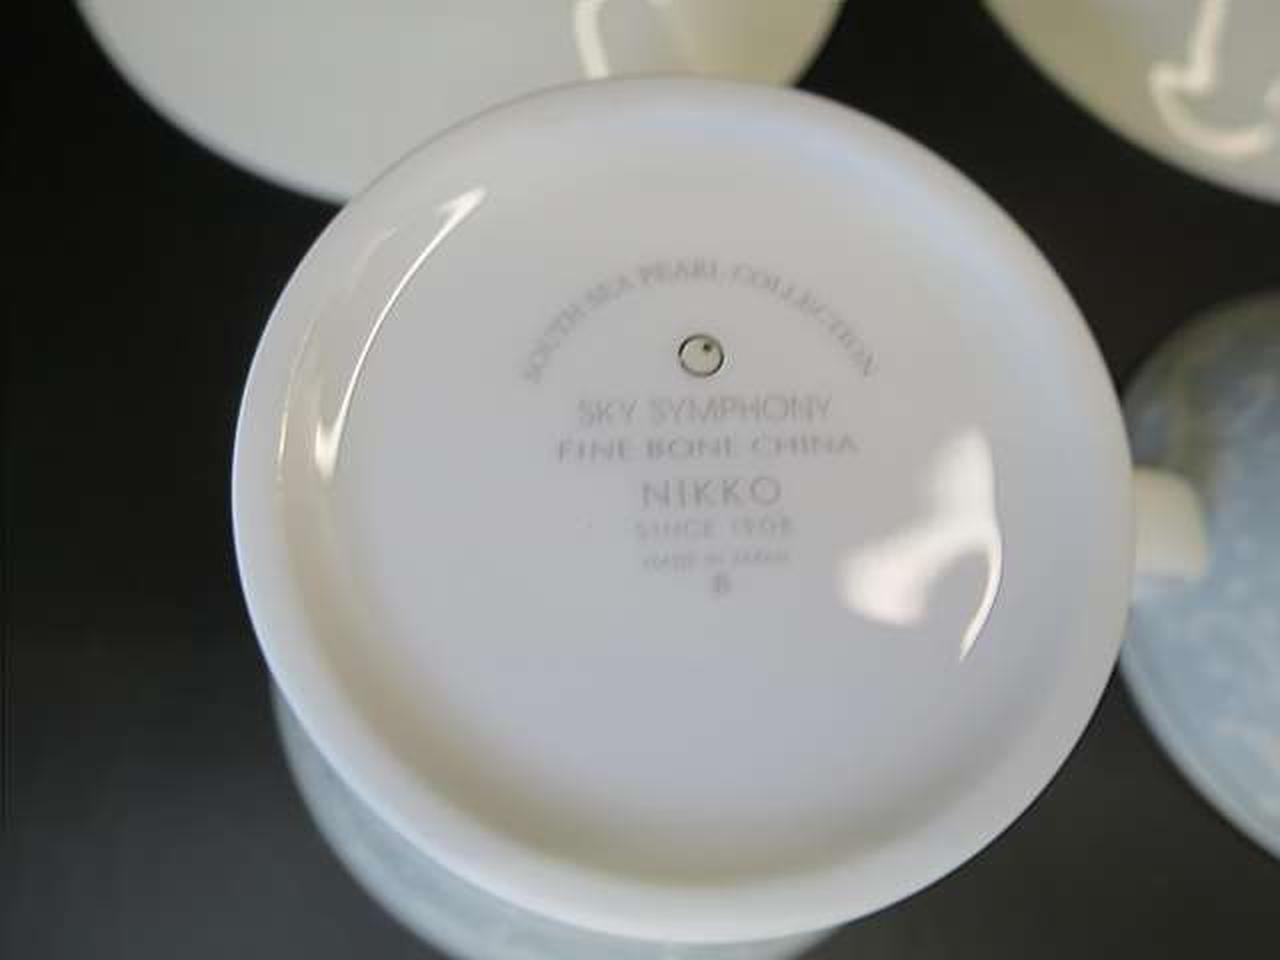 SOUTH SEA PEARL COLLECTION
SKY SYMPHONY
FINE BONE CHINA
NIKKO
SINCE 1908
MADE IN JAPAN